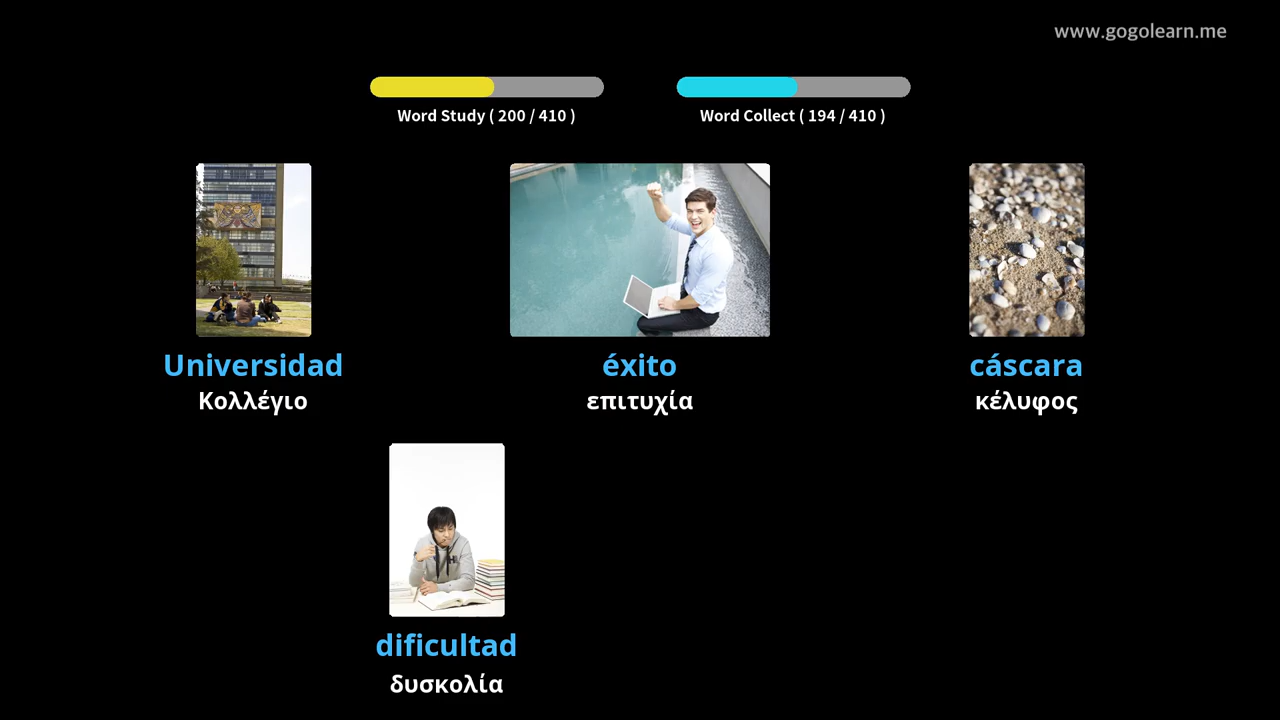 www.gogolearn.me
Word Study ( 200 / 410 )
Word Collect ( 194 / 410 )
Universidad
Κολλέγιο
éxito
επιτυχία
cáscara
κέλυφος
dificultad
δυσκολία